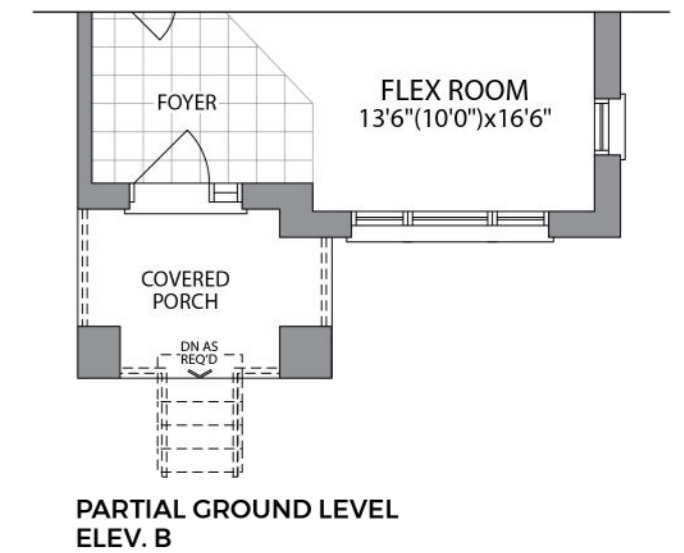 FOYER
FLEX ROOM
13'6"(10'0")x16'6"
COVERED
PORCH
DN AS
REQ'D
PARTIAL GROUND LEVEL
ELEV. B